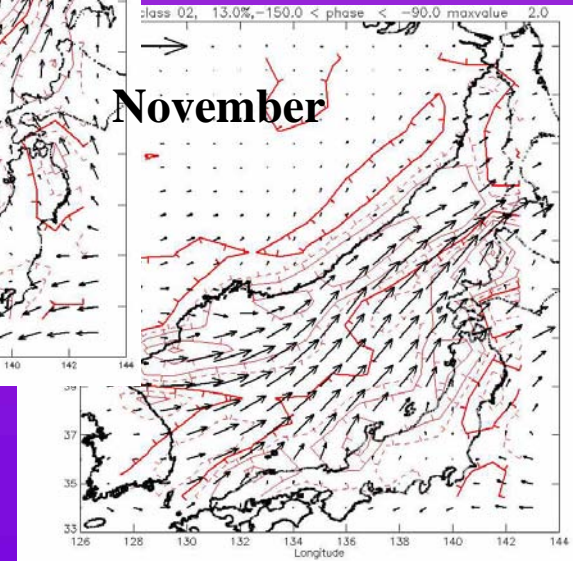 class 02, 13.0%,-150.0 < phase < -90.0 maxvalue 2.0
November
140 142 144
37
35
33
126 128 130 132 134 136 138 140 142 144
Longitude